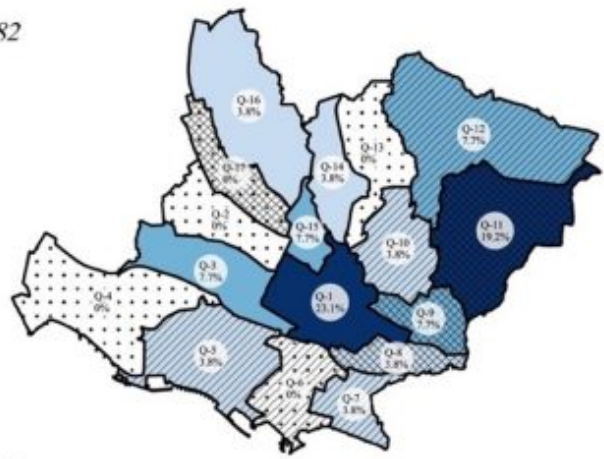 82
Q-16
3.8%
Q-12
7.7%
Q-13
0%
Q-14
3.8%
Q-17
0%
Q-2
0%
Q-15
7.7%
Q-11
19.2%
Q-10
3.8%
Q-3
7.7%
Q-4
0%
Q-1
23.1%
Q-9
7.7%
Q-5
3.8%
Q-8
3.8%
Q-6
0%
Q-7
3.8%